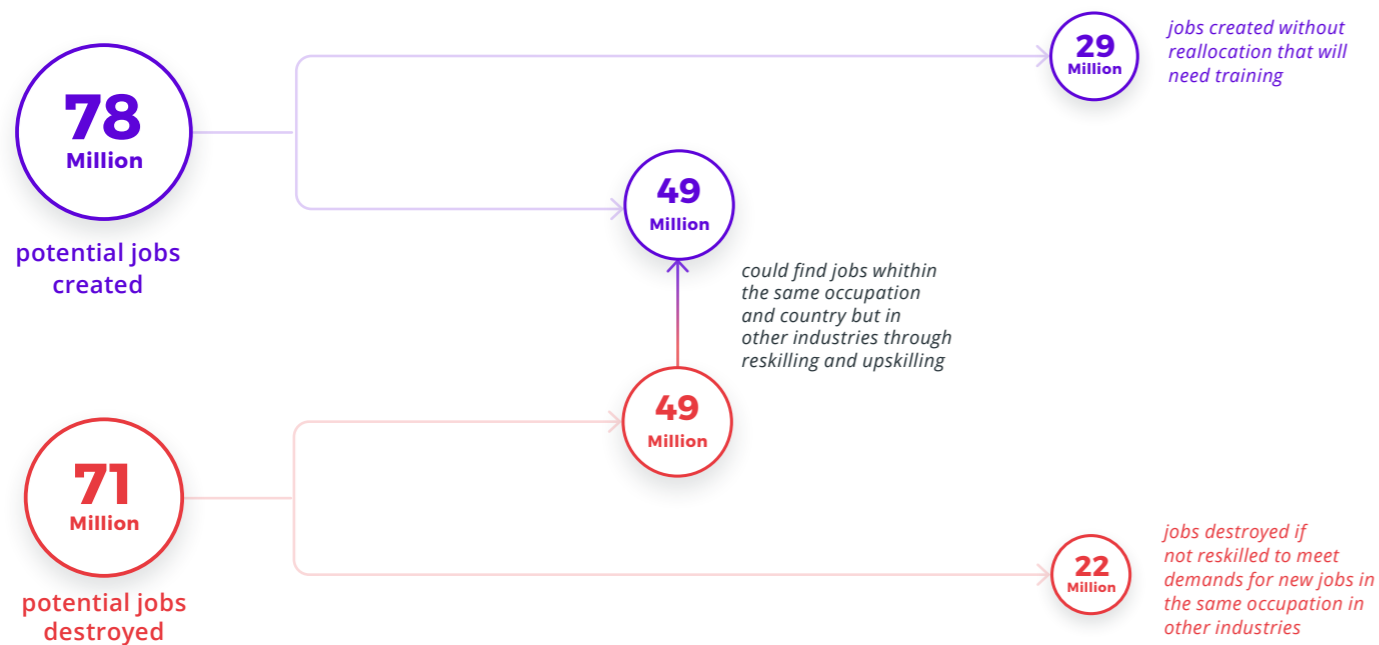 78
Million
potential jobs
created
29
Million
jobs created without
reallocation that will
need training
49
Million
could find jobs whithin
the same occupation
and country but in
other industries through
reskilling and upskilling
49
Million
71
Million
potential jobs
destroyed
22
Million
jobs destroyed if
not reskilled to meet
demands for new jobs in
the same occupation in
other industries